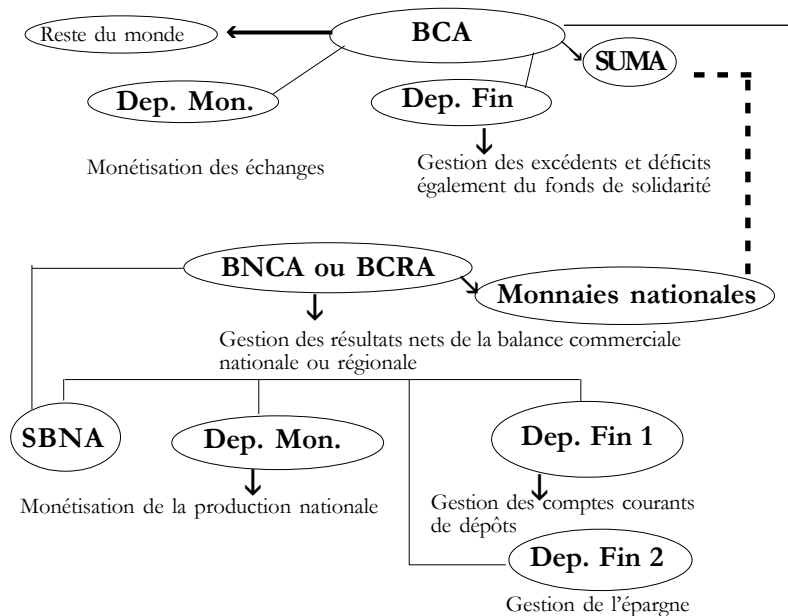 Reste du monde
BCA
SUMA
Dep. Mon.
Dep. Fin
Monétisation des échanges
Gestion des excédents et déficits
également du fonds de solidarité
BNCA ou BCRA
Monnaies nationales
Gestion des résultats nets de la balance commerciale
nationale ou régionale
SBNA
Dep. Mon.
Dep. Fin 1
Monétisation de la production nationale
Gestion des comptes courants
de dépôts
Dep. Fin 2
Gestion de l'épargne